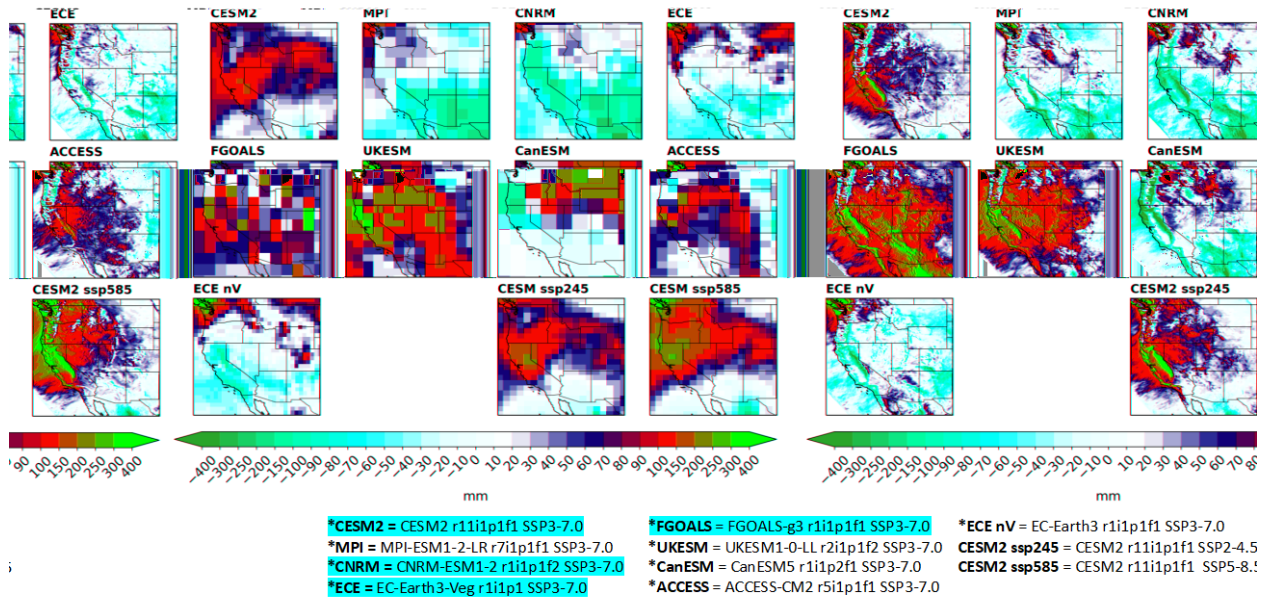 ECE CESM2 MPI CNRM ECE CESM2 MPI CNRM
ACCESS FGOALS UKESM CanESM ACCESS FGOALS UKESM CanESM
CESM2 ssp585 ECE nV CESM ssp245 CESM ssp585 ECE nV CESM2 ssp245
90 100 150 200 250 300 400
−400 −300 −250 −200 −150 −100 −90 −80 −70 −60 −50 −40 −30 −20 −10 0 10 20 30 40 50 60 70 80 90 100 150 200 250 300 400
−400 −300 −250 −200 −150 −100 −90 −80 −70 −60 −50 −40 −30 −20 −10 0 10 20 30 40 50 60 70
mm mm
*CESM2 = CESM2 r11i1p1f1 SSP3-7.0
*MPI = MPI-ESM1-2-LR r7i1p1f1 SSP3-7.0
*CNRM = CNRM-ESM1-2 r1i1p1f2 SSP3-7.0
*ECE = EC-Earth3-Veg r1i1p1 SSP3-7.0
*FGOALS = FGOALS-g3 r1i1p1f1 SSP3-7.0
*UKESM = UKESM1-0-LL r2i1p1f2 SSP3-7.0
*CanESM = CanESM5 r1i1p2f1 SSP3-7.0
*ACCESS = ACCESS-CM2 r5i1p1f1 SSP3-7.0
*ECE nV = EC-Earth3 r1i1p1f1 SSP3-7.0
CESM2 ssp245 = CESM2 r11i1p1f1 SSP2-4.5
CESM2 ssp585 = CESM2 r11i1p1f1 SSP5-8.5